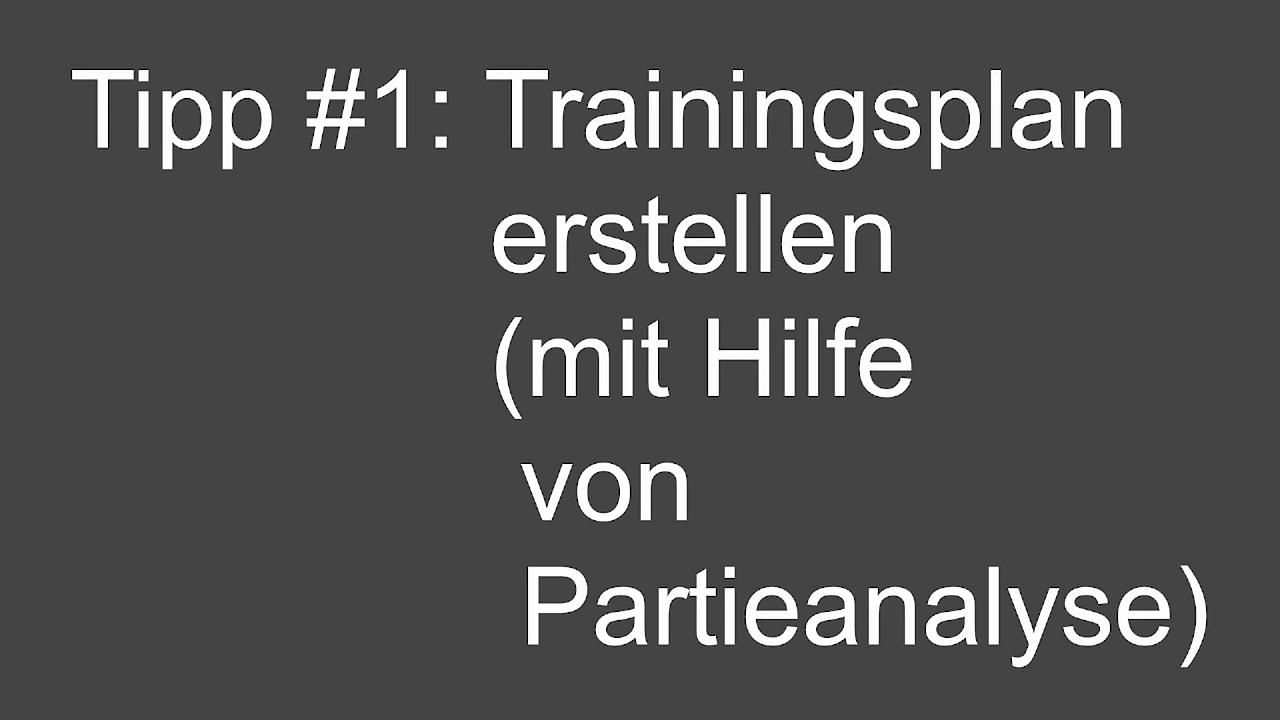 Tipp #1: Trainingsplan
erstellen
(mit Hilfe
von
Partieanalyse)